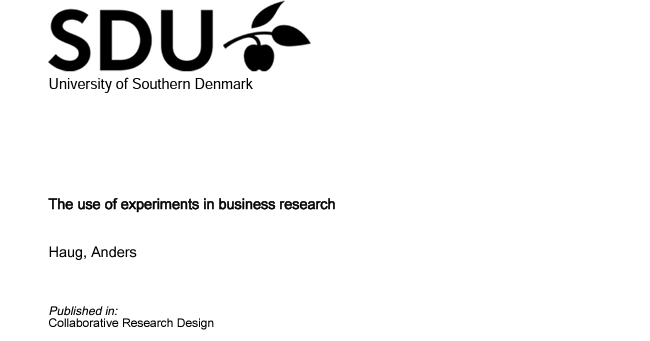 SDU
University of Southern Denmark
The use of experiments in business research
Haug, Anders
Published in:
Collaborative Research Design